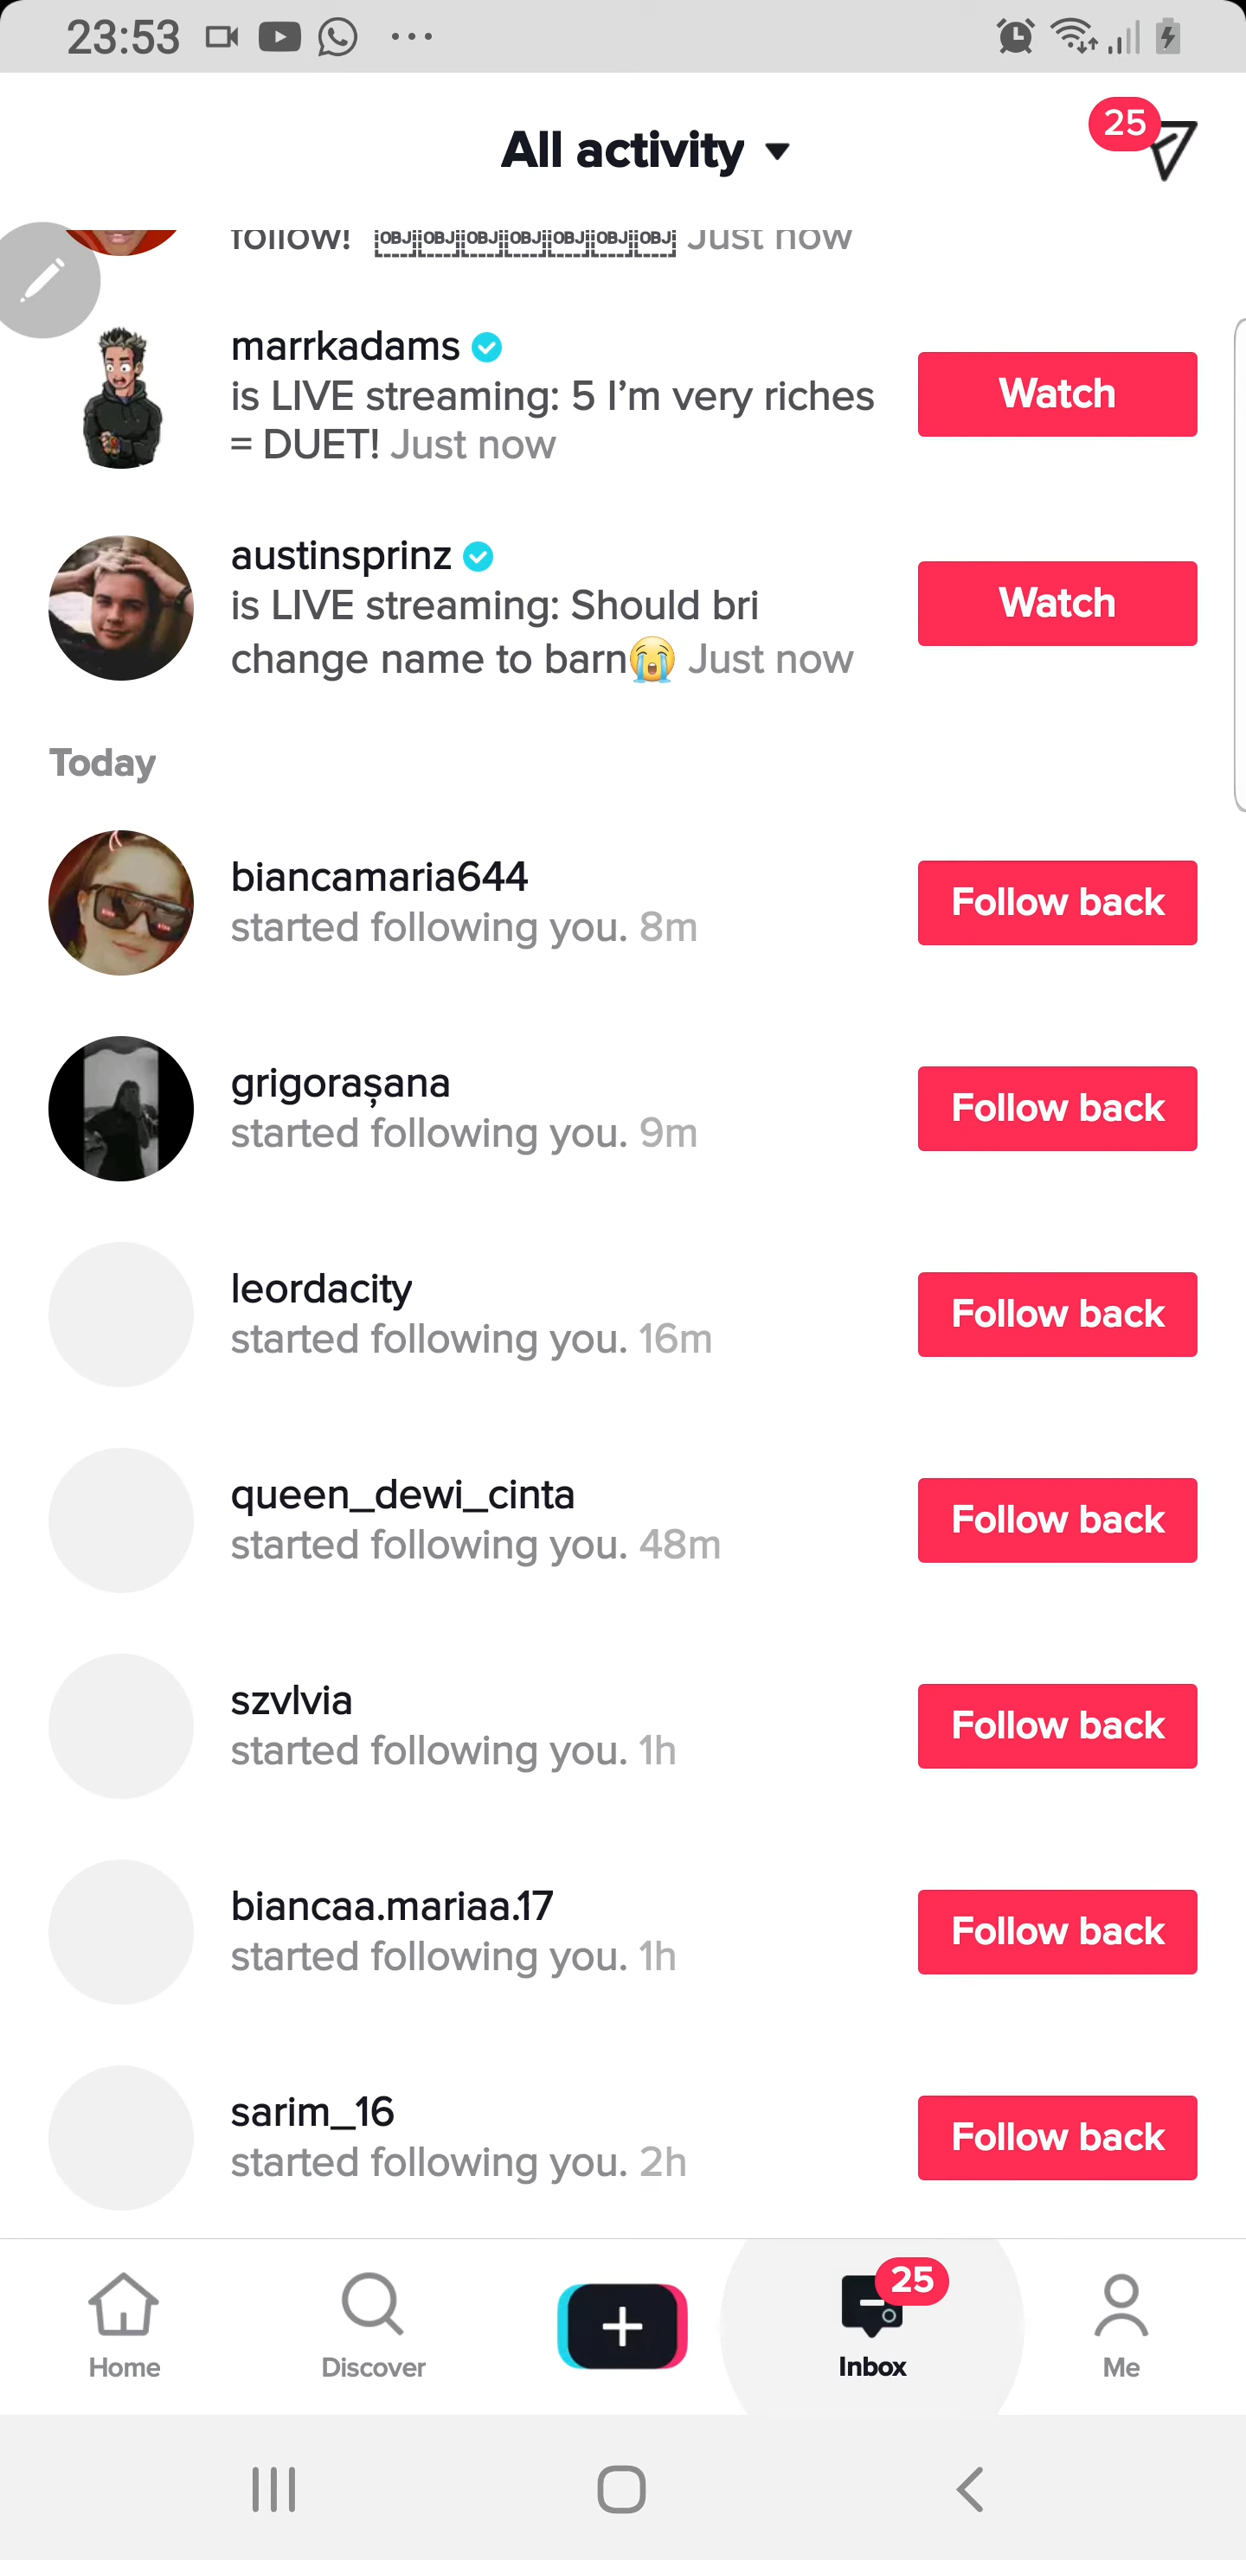 23:53
All activity
25
follow! Just now
marrkadams
is LIVE streaming: 5 I’m very riches
= DUET! Just now
Watch
austinsprinz
is LIVE streaming: Should bri
change name to barn😭 Just now
Watch
Today
biancamaria644
started following you. 8m
Follow back
grigorașana
started following you. 9m
Follow back
leordacity
started following you. 16m
Follow back
queen_dewi_cinta
started following you. 48m
Follow back
szvlvia
started following you. 1h
Follow back
biancaa.mariaa.17
started following you. 1h
Follow back
sarim_16
started following you. 2h
Follow back
25
Home
Discover
Inbox
Me